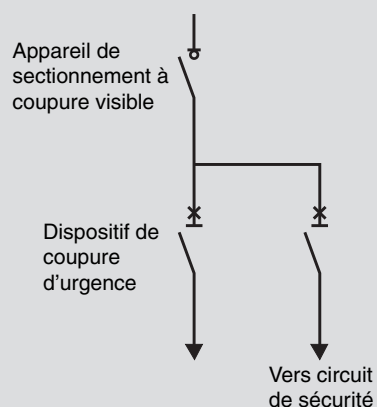 Appareil de
sectionnement à
coupure visible
Dispositif de
coupure
d’urgence
Vers circuit
de sécurité